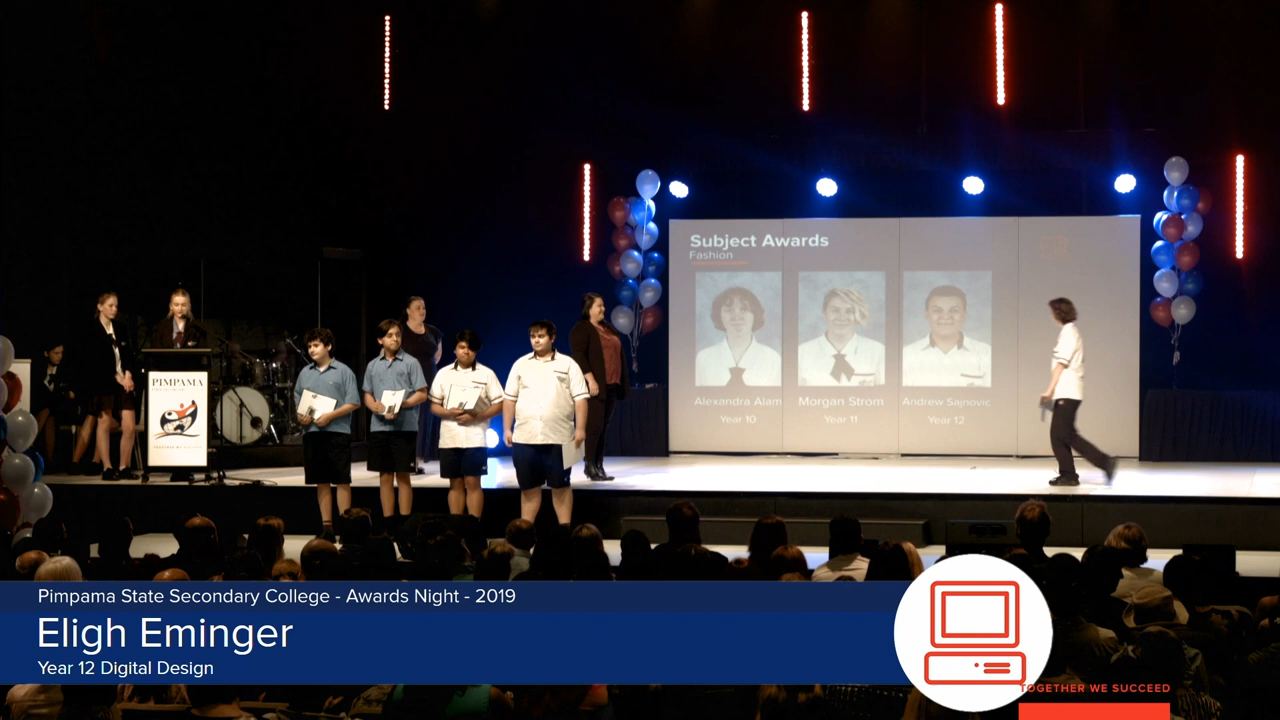 Subject Awards
Fashion
Alexandra Alam
Morgan Strom
Andrew Sajnovic
Year 10
Year 11
Year 12
PIMPAMA
Pimpama State Secondary College - Awards Night - 2019
Eligh Eminger
Year 12 Digital Design
TOGETHER WE SUCCEED